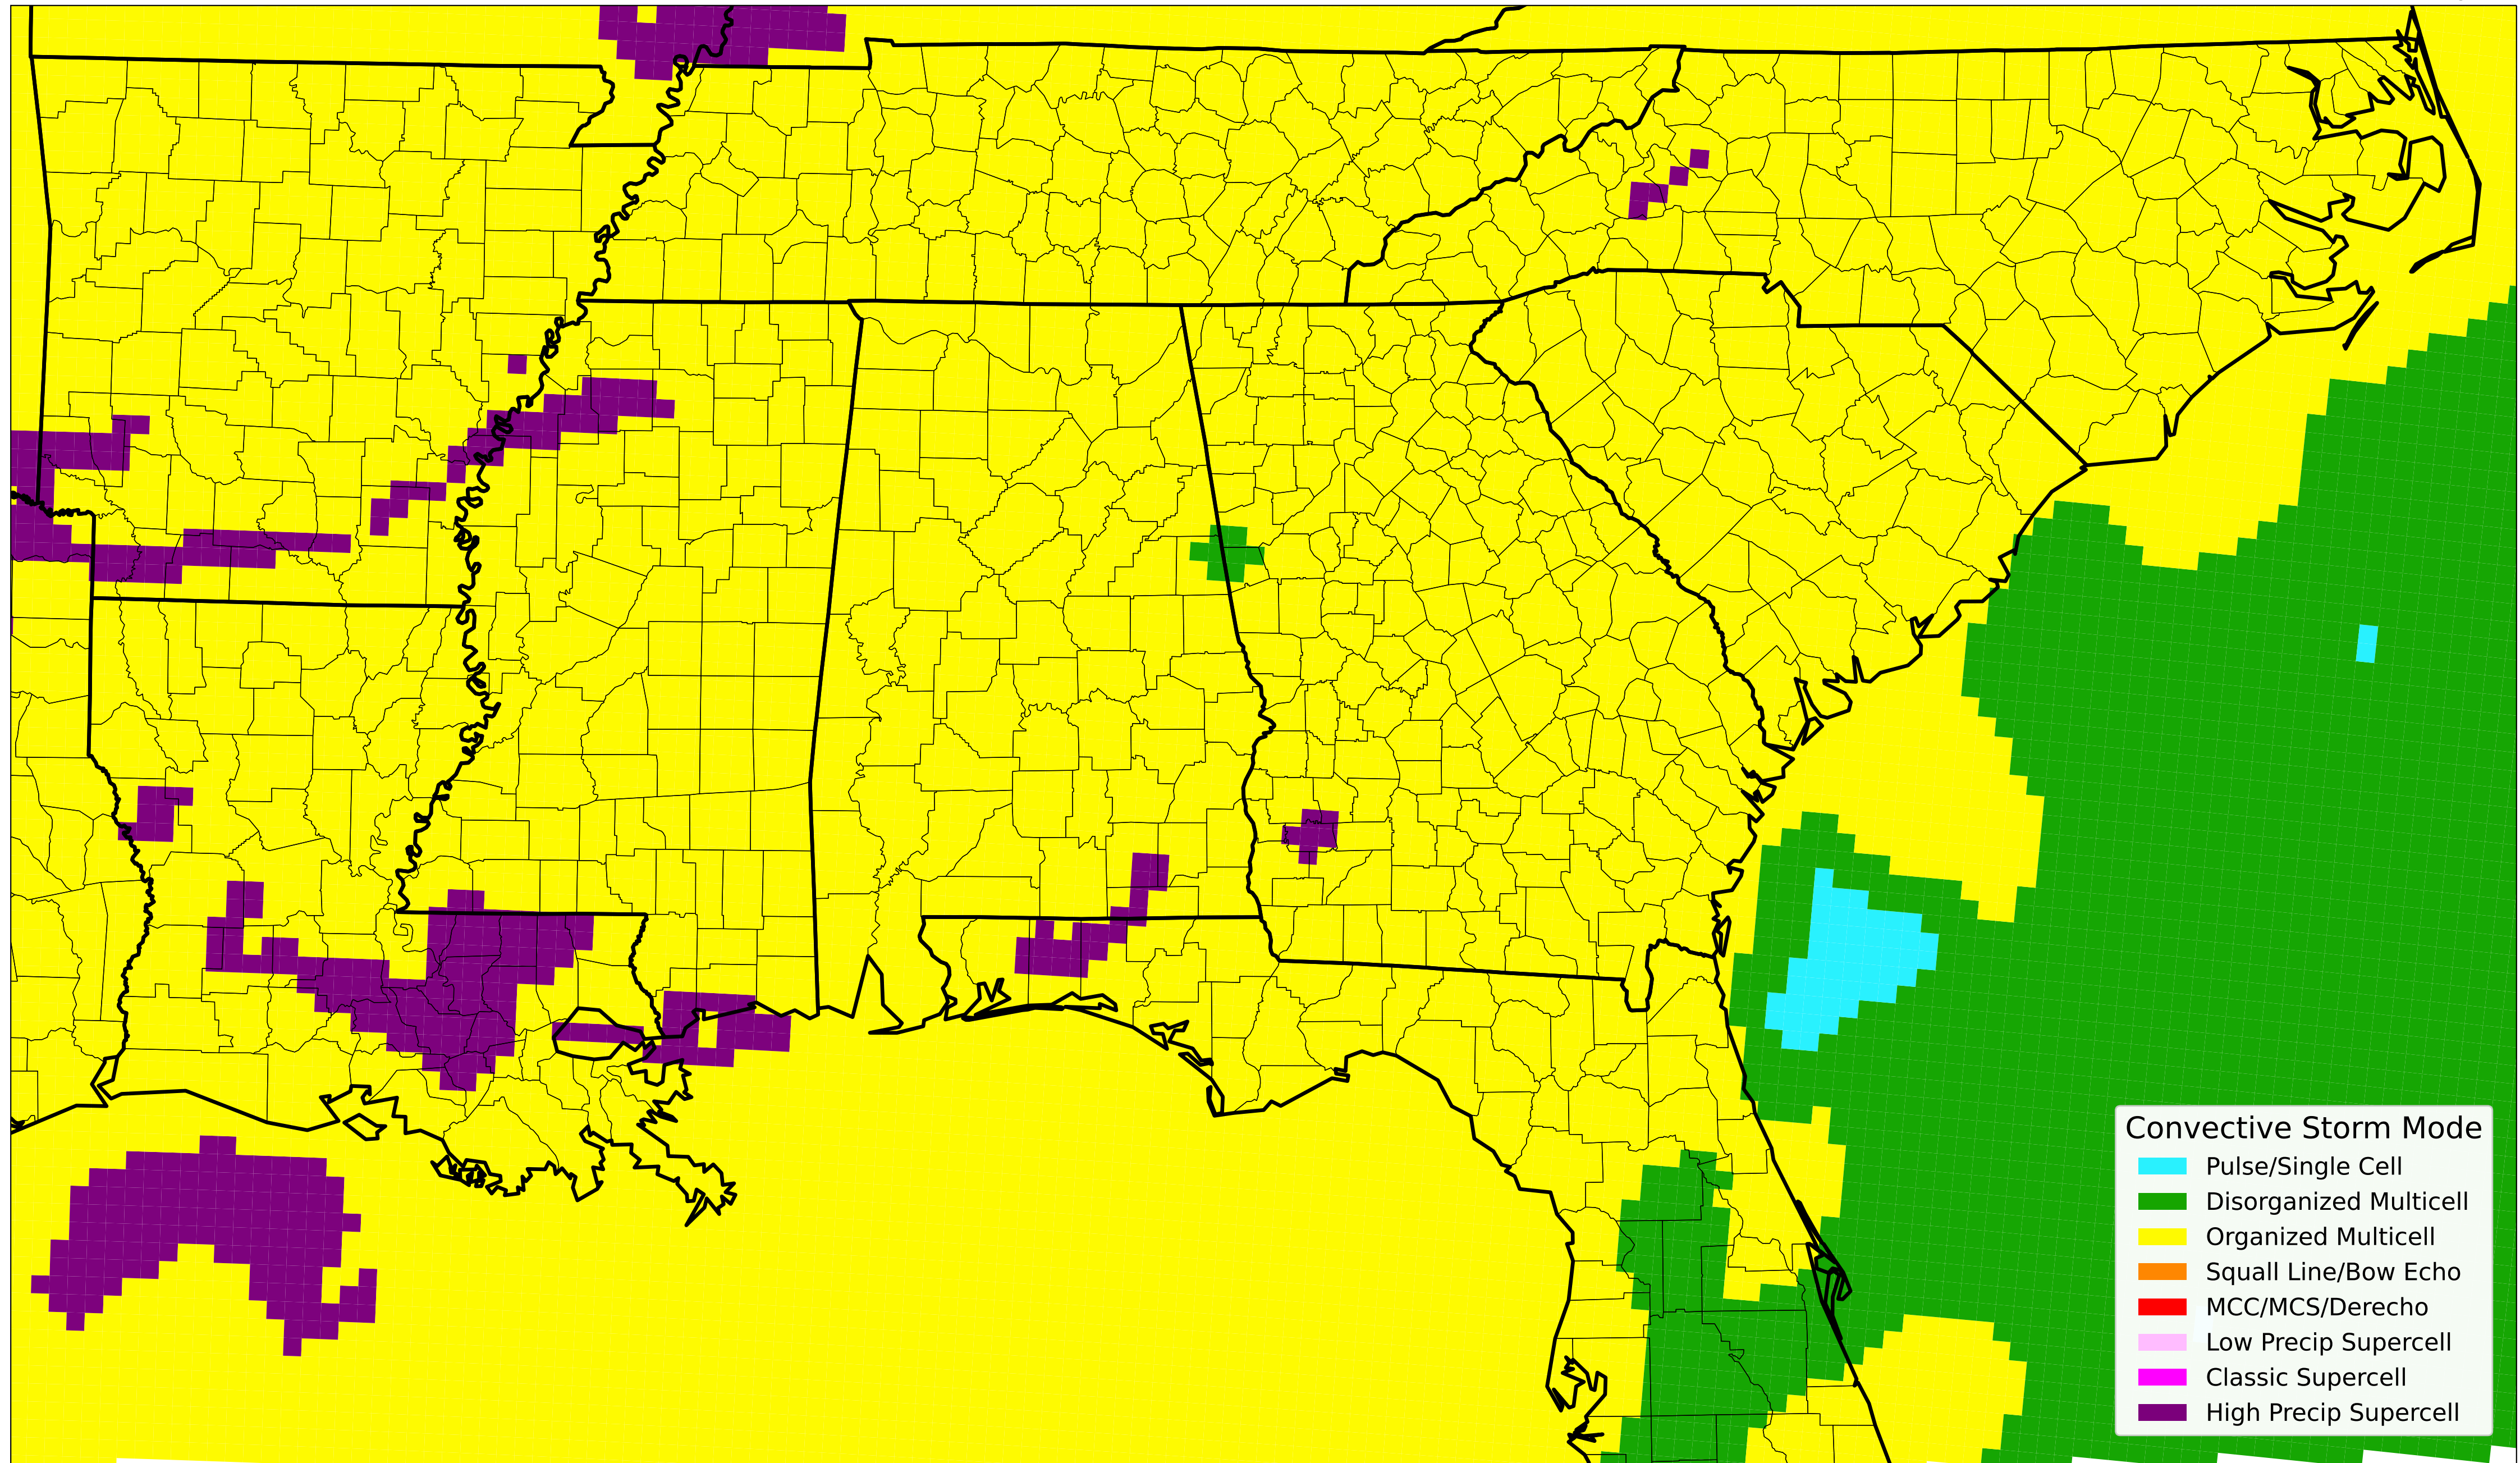 Convective Storm Mode
Pulse/Single Cell
Disorganized Multicell
Organized Multicell
Squall Line/Bow Echo
MCC/MCS/Derecho
Low Precip Supercell
Classic Supercell
High Precip Supercell